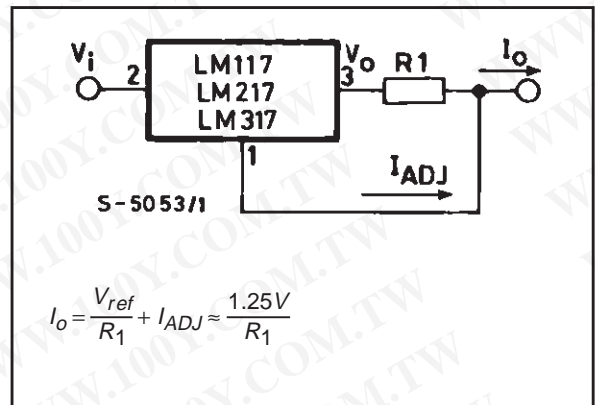 Vi 2 LM117 Vo R1 Io
LM217 3
LM317
1
IADJ
S-5053/1
Io = Vref/R1 + IADJ ≈ 1.25V/R1
WWW.100Y.COM.TW